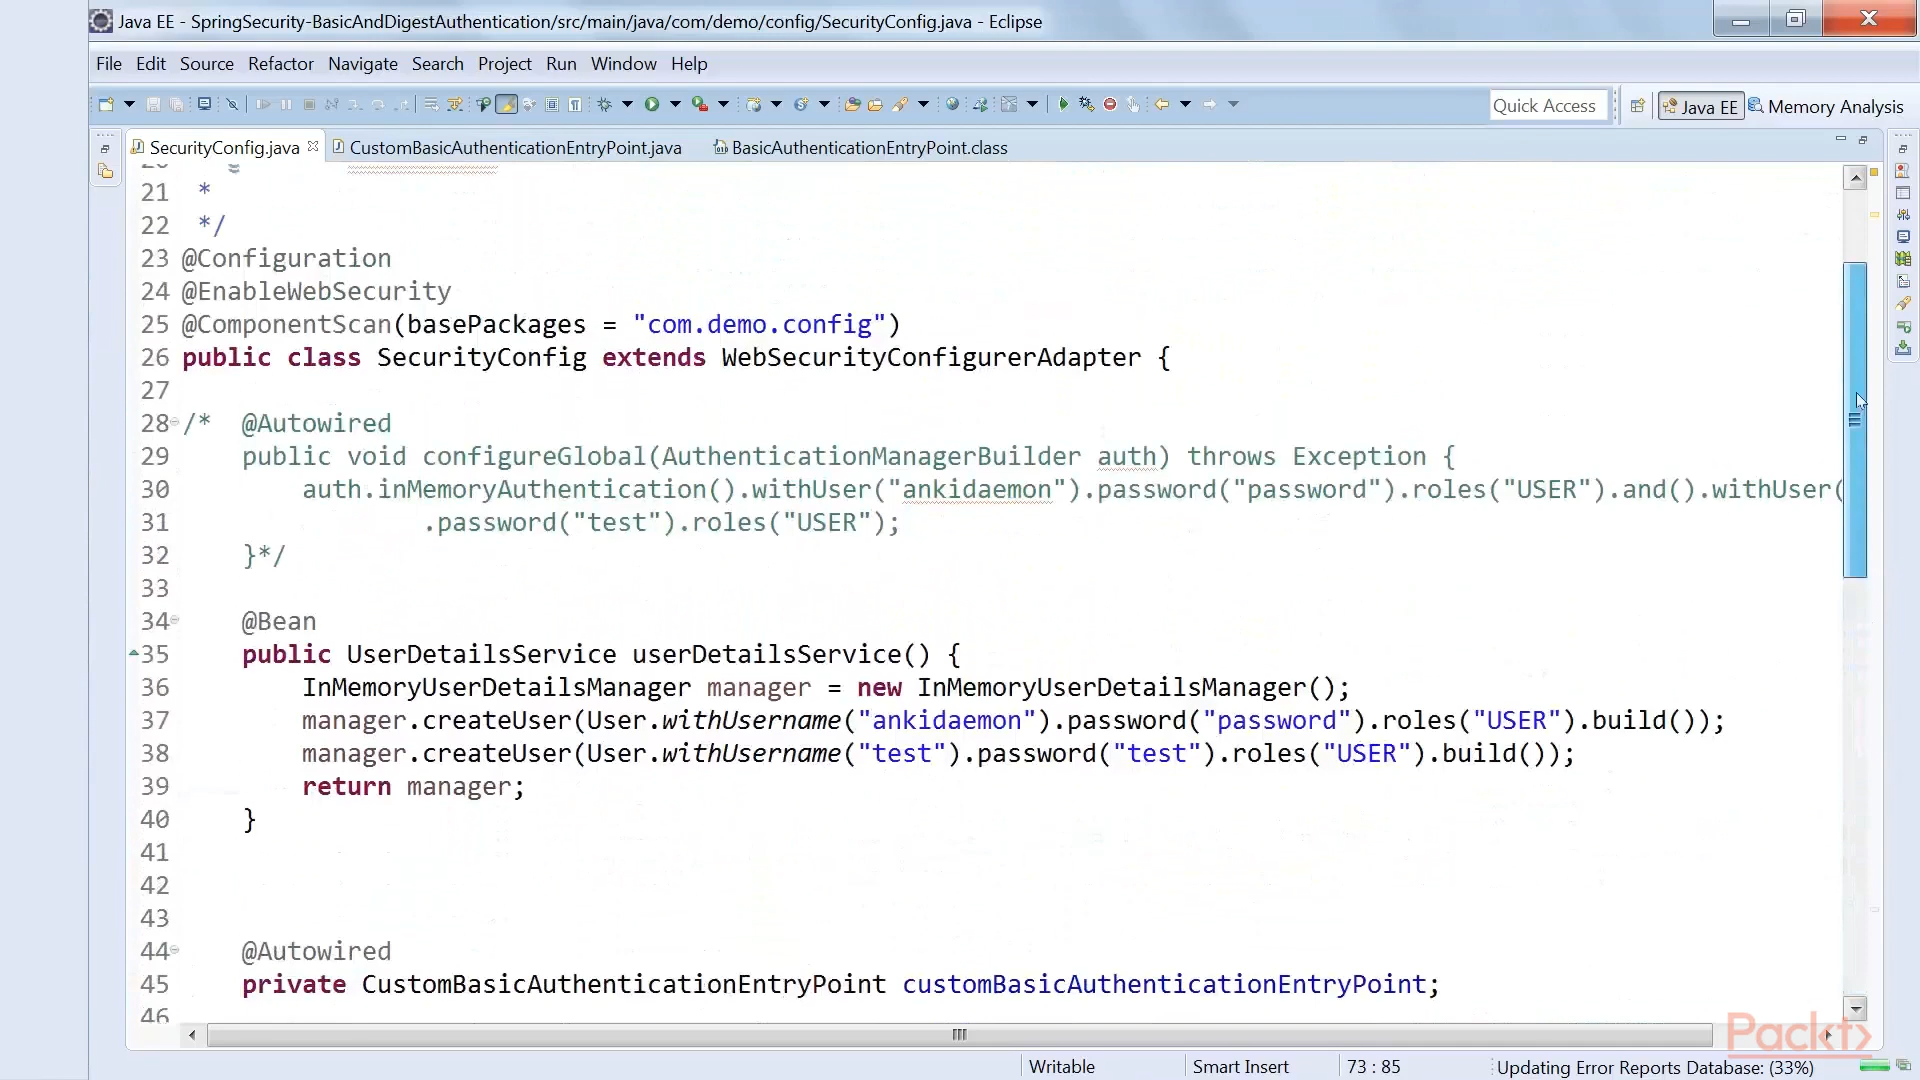 Java EE - SpringSecurity-BasicAndDigestAuthentication/src/main/java/com/demo/config/SecurityConfig.java - Eclipse
File Edit Source Refactor Navigate Search Project Run Window Help
Quick Access Java EE Memory Analysis
SecurityConfig.java CustomBasicAuthenticationEntryPoint.java BasicAuthenticationEntryPoint.class
21 *
22 */
23 @Configuration
24 @EnableWebSecurity
25 @ComponentScan(basePackages = "com.demo.config")
26 public class SecurityConfig extends WebSecurityConfigurerAdapter {
27
28 /* @Autowired
29 public void configureGlobal(AuthenticationManagerBuilder auth) throws Exception {
30 auth.inMemoryAuthentication().withUser("ankidaemon").password("password").roles("USER").and().withUser(
31 .password("test").roles("USER");
32 }*/
33
34 @Bean
35 public UserDetailsService userDetailsService() {
36 InMemoryUserDetailsManager manager = new InMemoryUserDetailsManager();
37 manager.createUser(User.withUsername("ankidaemon").password("password").roles("USER").build());
38 manager.createUser(User.withUsername("test").password("test").roles("USER").build());
39 return manager;
40 }
41
42
43
44 @Autowired
45 private CustomBasicAuthenticationEntryPoint customBasicAuthenticationEntryPoint;
46
Packt>
Writable Smart Insert 73 : 85 Updating Error Reports Database: (33%)